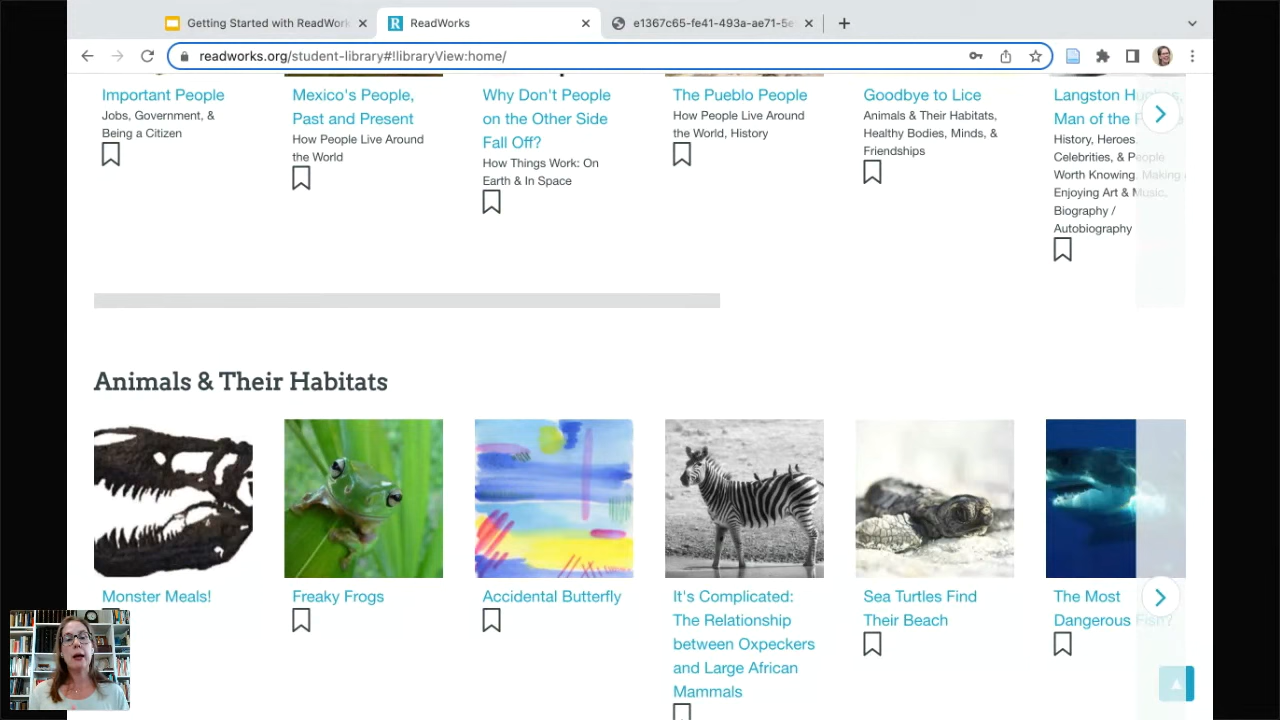 Getting Started with ReadWork
ReadWorks
e1367c65-fe41-493a-ae71-5e
readworks.org/student-library#!libraryView:home/
Important People
Jobs, Government, &
Being a Citizen
Mexico's People,
Past and Present
How People Live Around
the World
Why Don't People
on the Other Side
Fall Off?
How Things Work: On
Earth & In Space
The Pueblo People
How People Live Around
the World, History
Goodbye to Lice
Animals & Their Habitats,
Healthy Bodies, Minds, &
Friendships
Langston Hughes,
Man of the
History, Heroes,
Celebrities, & People
Worth Knowing, Making
Enjoying Art & Music,
Biography /
Autobiography
Animals & Their Habitats
Monster Meals!
Freaky Frogs
Accidental Butterfly
It's Complicated:
The Relationship
between Oxpeckers
and Large African
Mammals
Sea Turtles Find
Their Beach
The Most
Dangerous Fish?